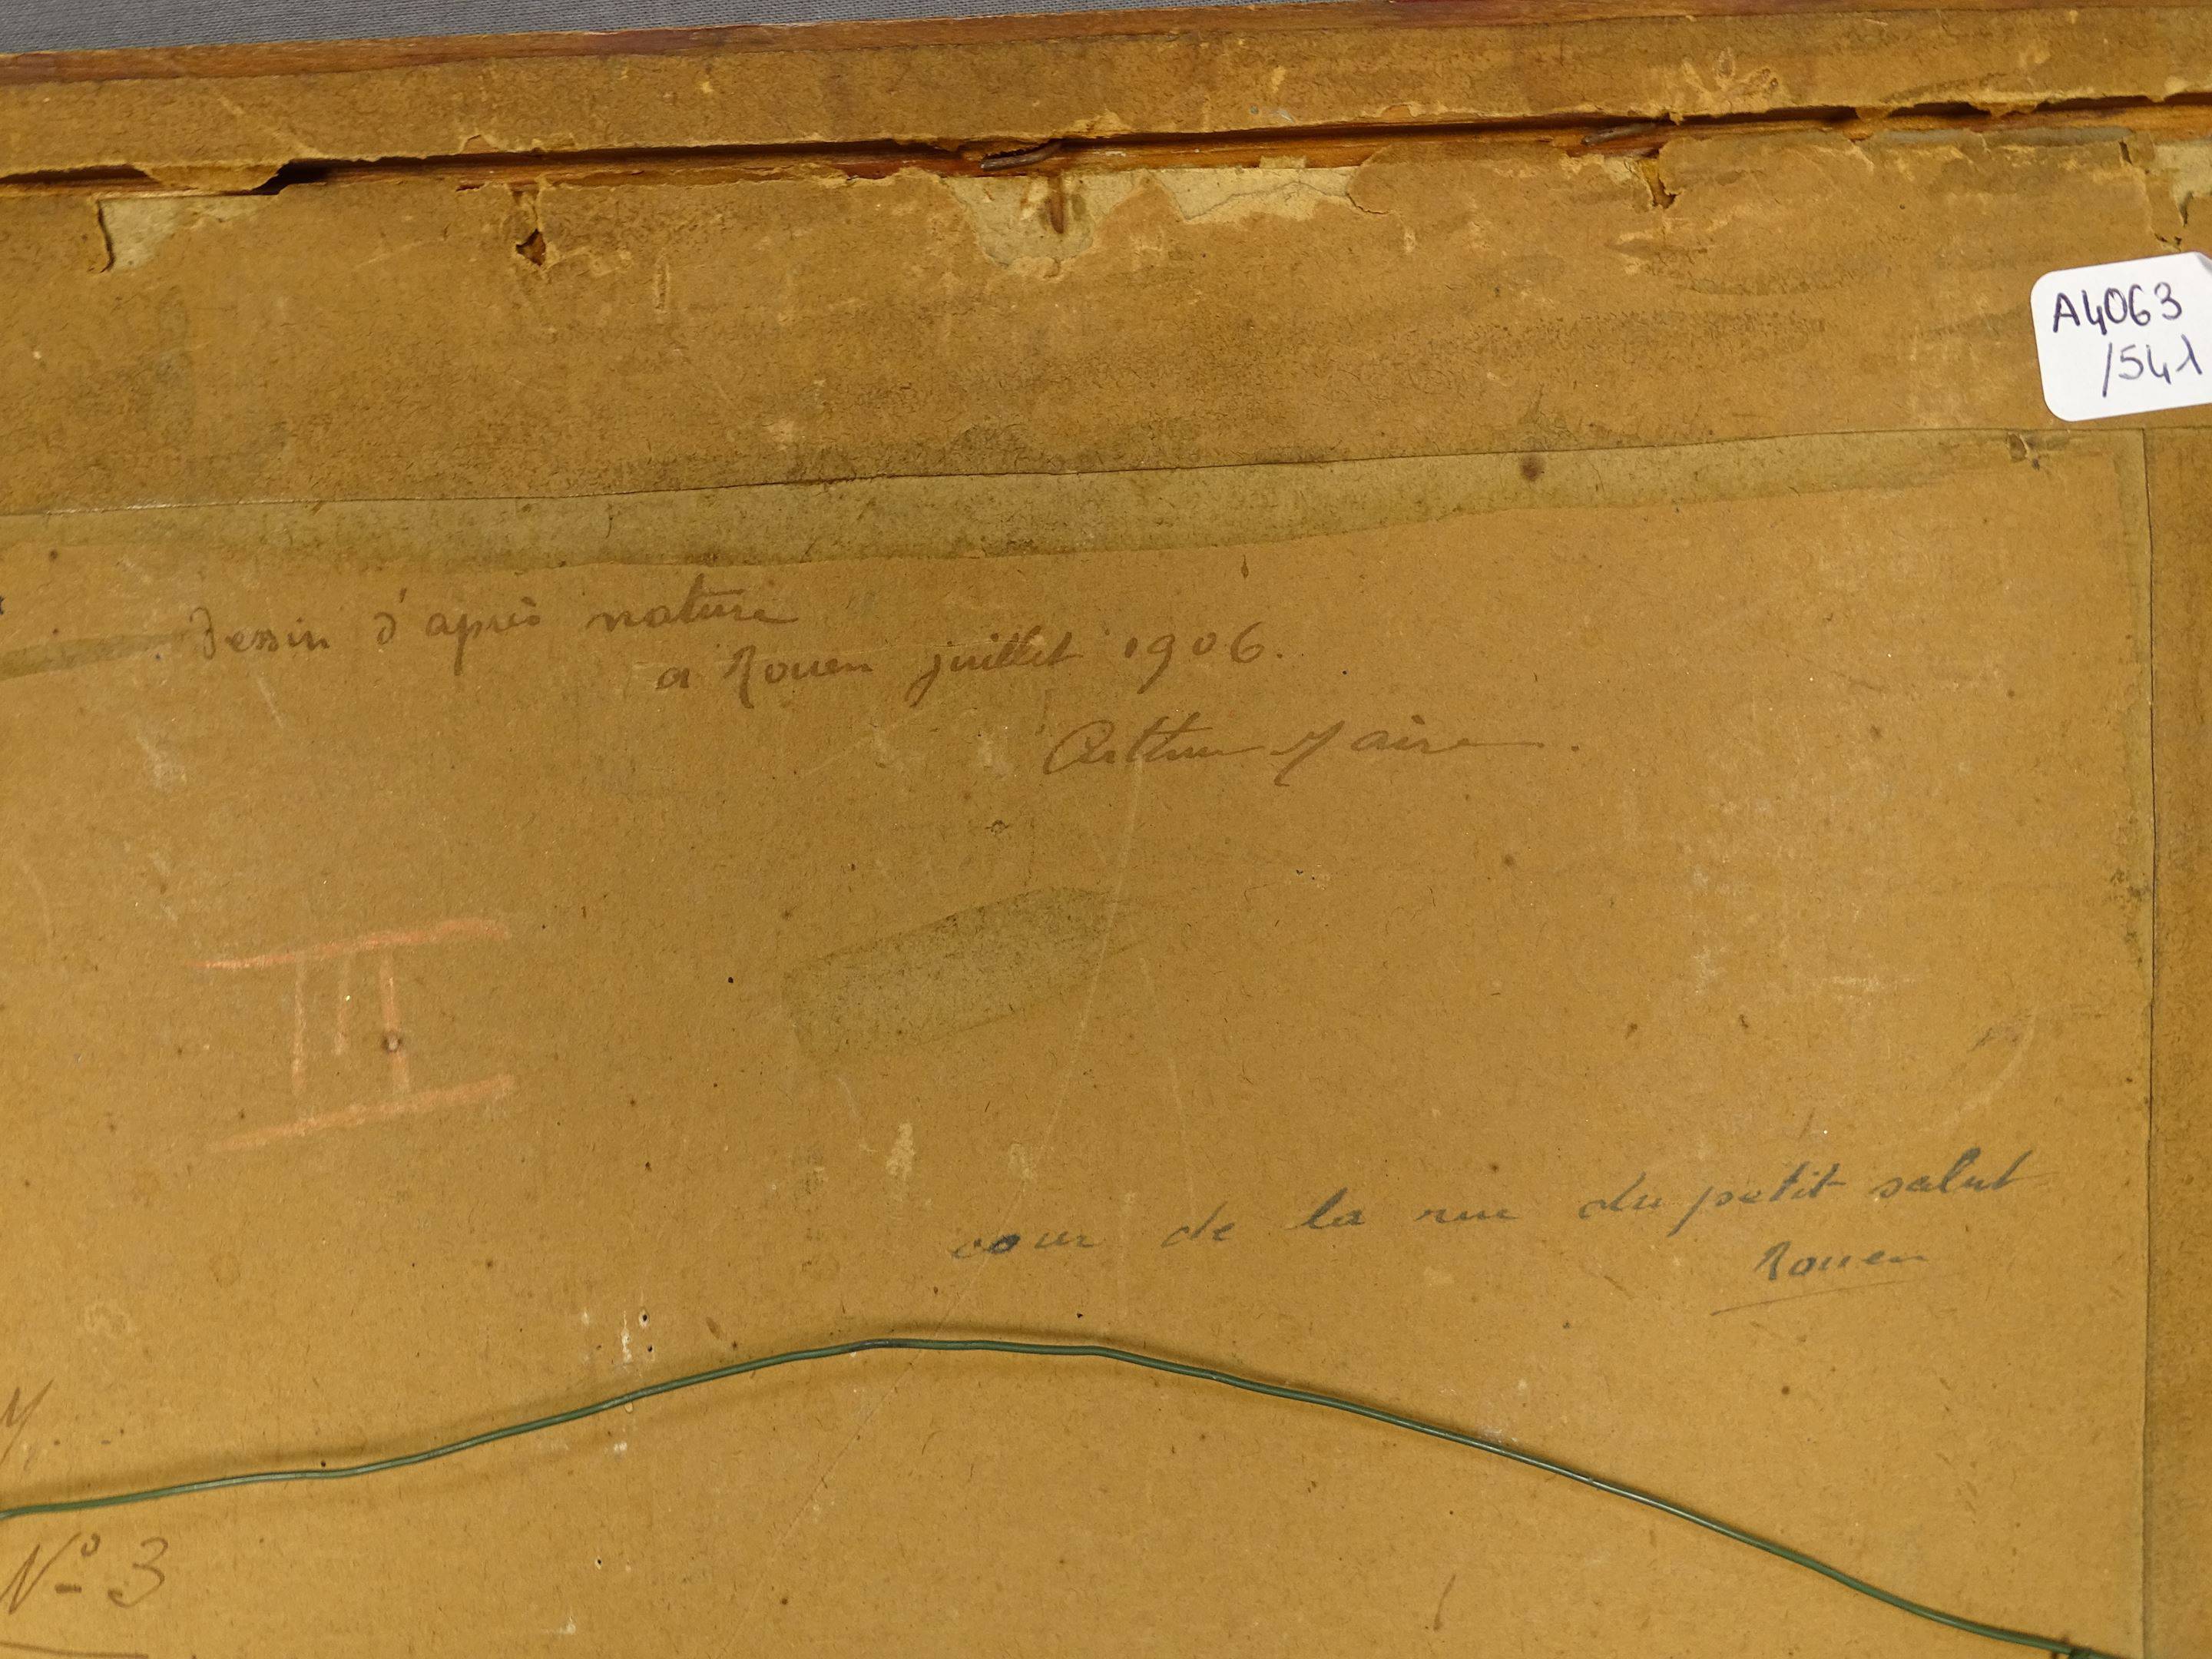 A4063
/541
Dessin d'après nature
a Rouen juillet 1906.
Arthur Maire.
III
cour de la rue du petit salut
Rouen
N° 3